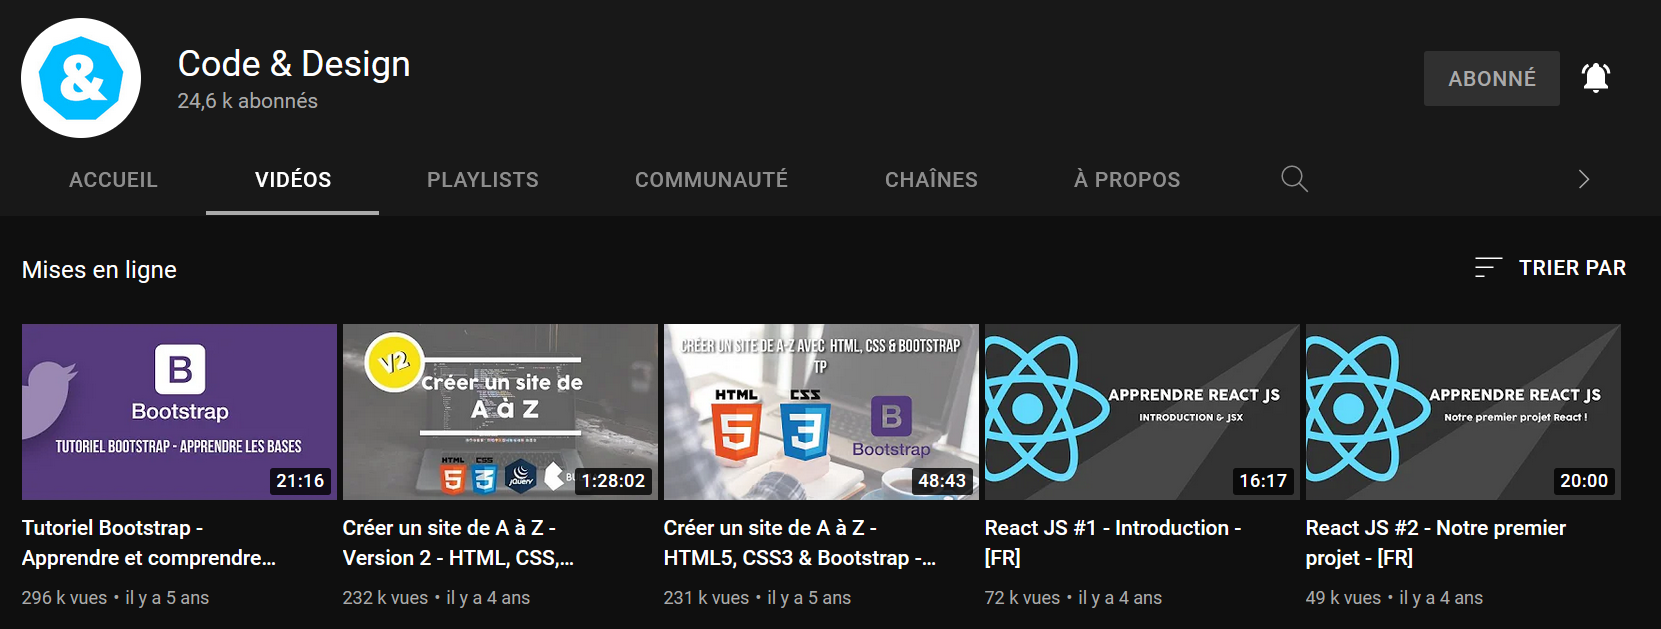 &
Code & Design
24,6 k abonnés
ABONNÉ
ACCUEIL
VIDÉOS
PLAYLISTS
COMMUNAUTÉ
CHAÎNES
À PROPOS
Mises en ligne
TRIER PAR
B
Bootstrap
TUTORIEL BOOTSTRAP - APPRENDRE LES BASES
21:16
Tutoriel Bootstrap -
Apprendre et comprendre...
296 k vues • il y a 5 ans
V2
Créer un site de
A à Z
HTML
5
CSS
3
jQuery
BU
1:28:02
Créer un site de A à Z -
Version 2 - HTML, CSS,...
232 k vues • il y a 4 ans
CRÉER UN SITE DE A-Z AVEC HTML, CSS & BOOTSTRAP
TP
HTML
5
CSS
3
B
Bootstrap
48:43
Créer un site de A à Z -
HTML5, CSS3 & Bootstrap -...
231 k vues • il y a 5 ans
APPRENDRE REACT JS
INTRODUCTION & JSX
16:17
React JS #1 - Introduction -
[FR]
72 k vues • il y a 4 ans
APPRENDRE REACT JS
Notre premier projet React !
20:00
React JS #2 - Notre premier
projet - [FR]
49 k vues • il y a 4 ans